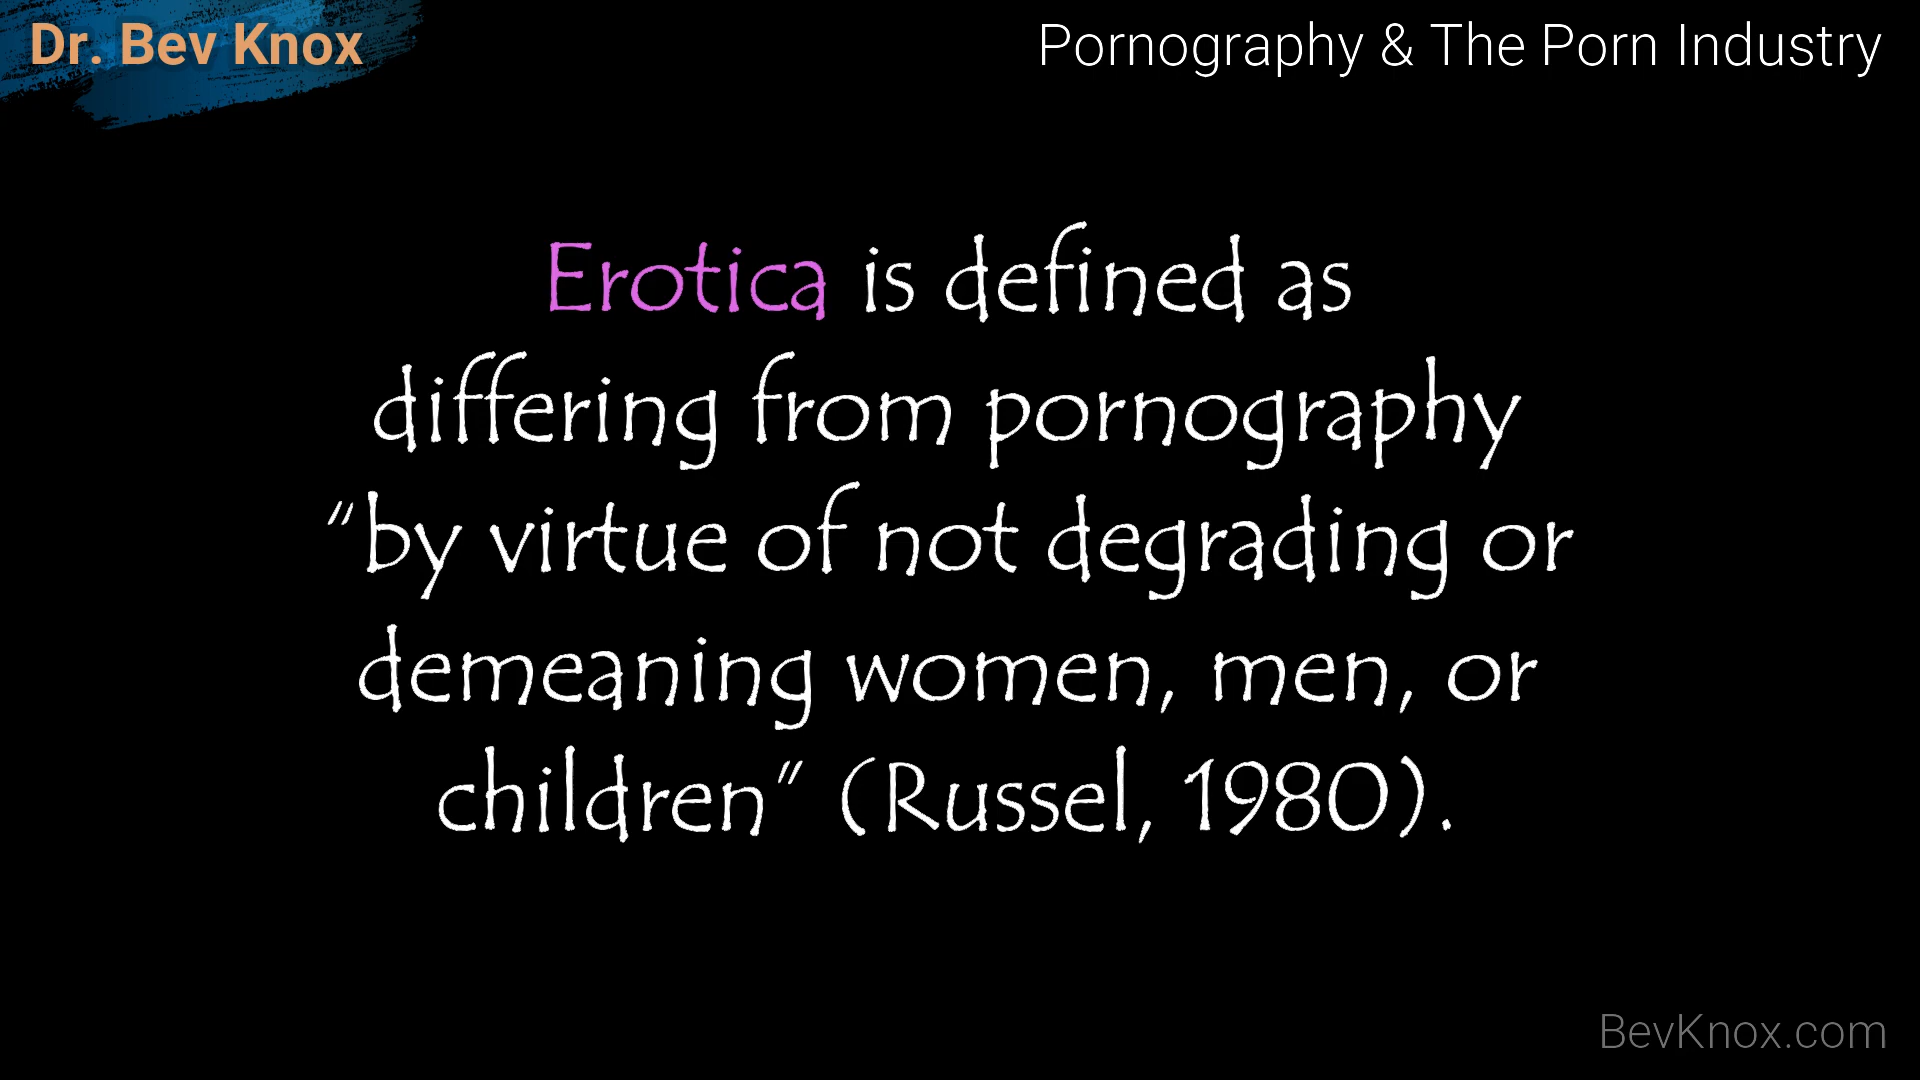 Dr. Bev Knox
Pornography & The Porn Industry
Erotica is defined as
differing from pornography
"by virtue of not degrading or
demeaning women, men, or
children" (Russel, 1980).
BevKnox.com